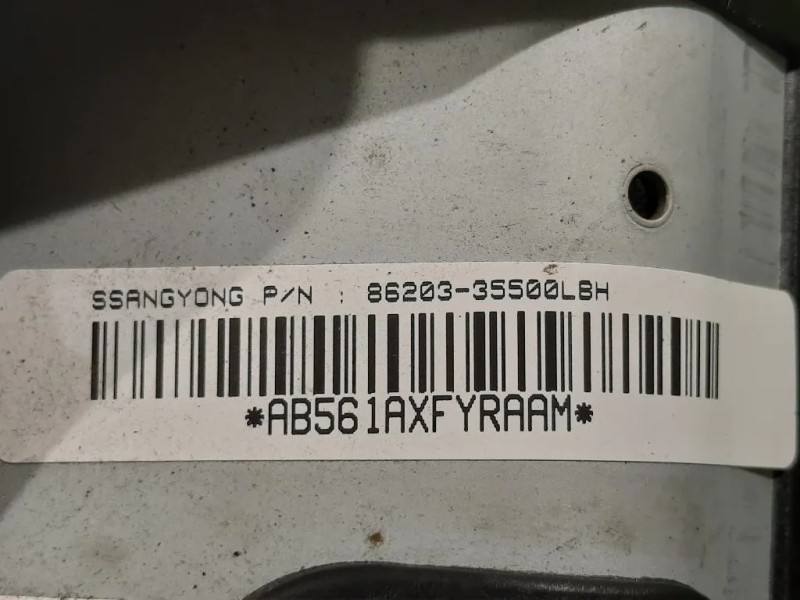 SSANGYONG P/N : 86203-35500LBH
*AB561AXFYRAAM*